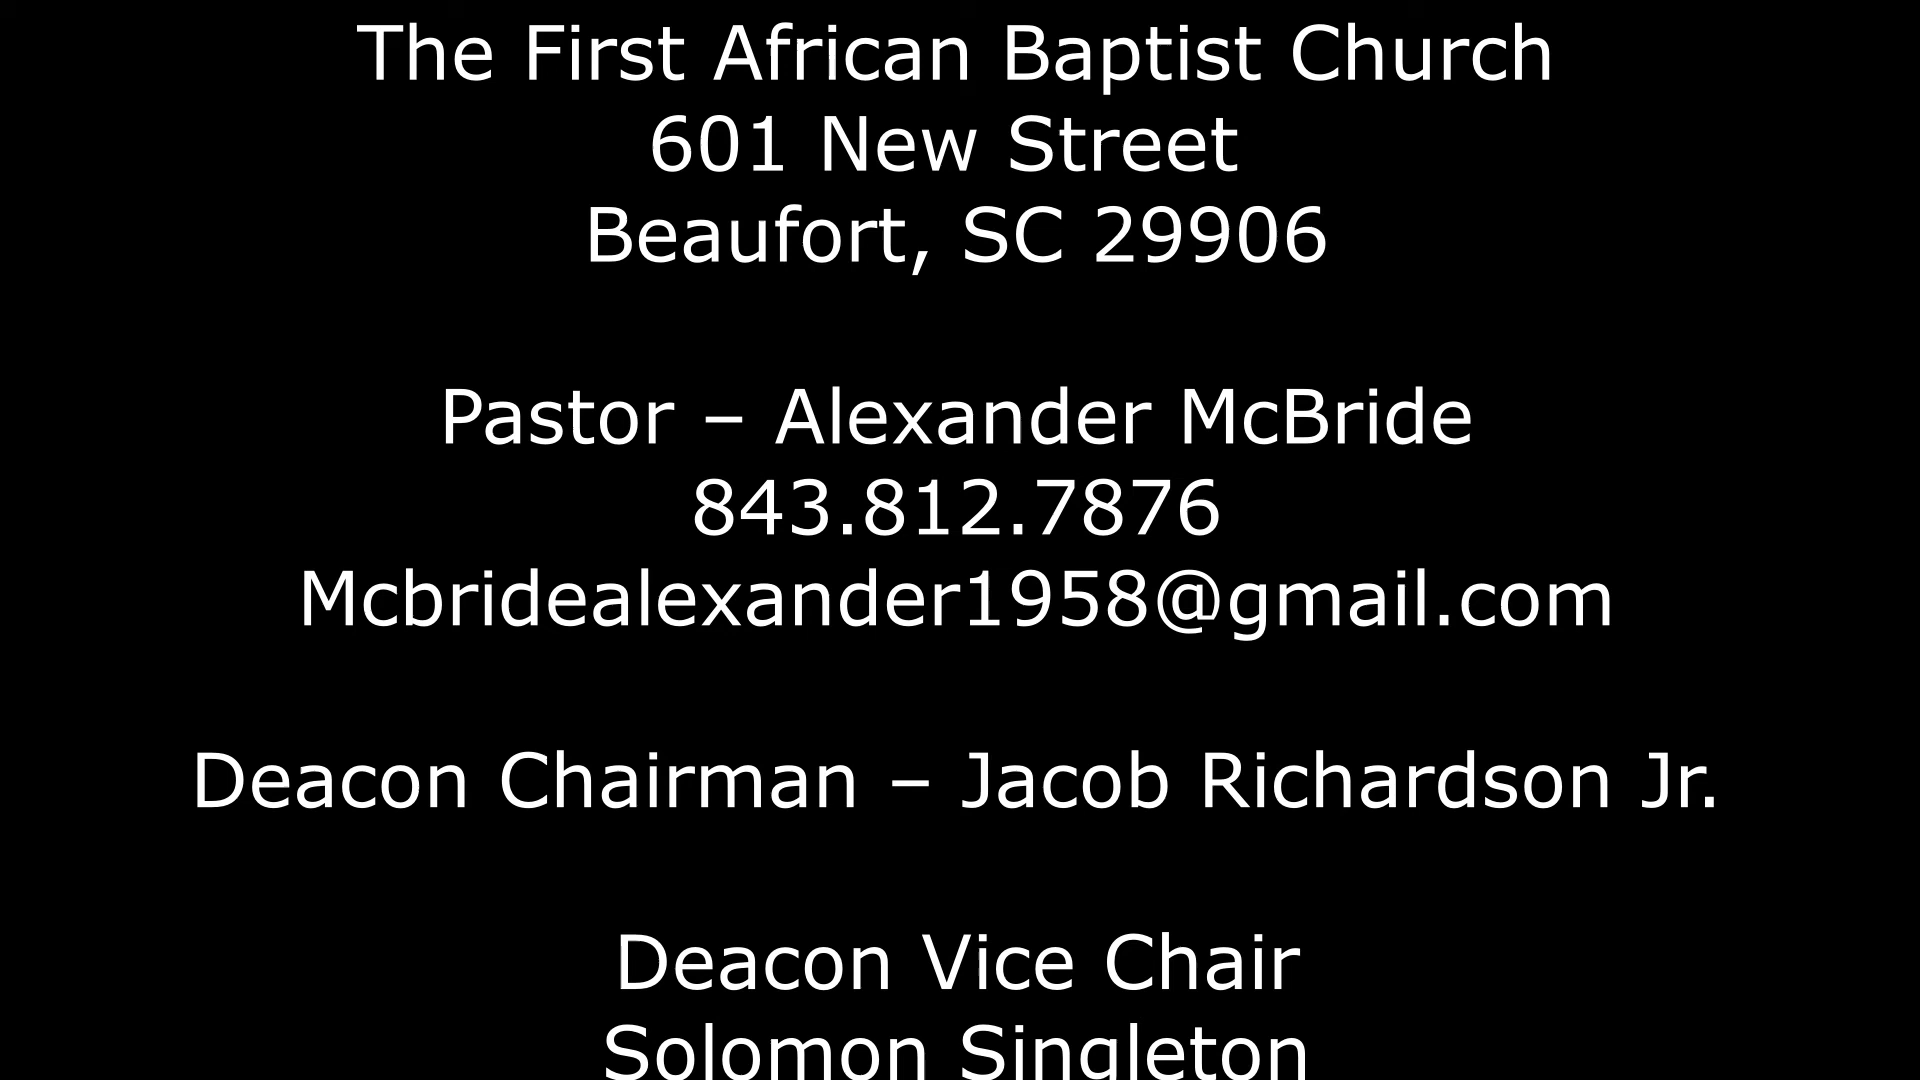 The First African Baptist Church
601 New Street
Beaufort, SC 29906
Pastor – Alexander McBride
843.812.7876
Mcbridealexander1958@gmail.com
Deacon Chairman – Jacob Richardson Jr.
Deacon Vice Chair
Solomon Singleton